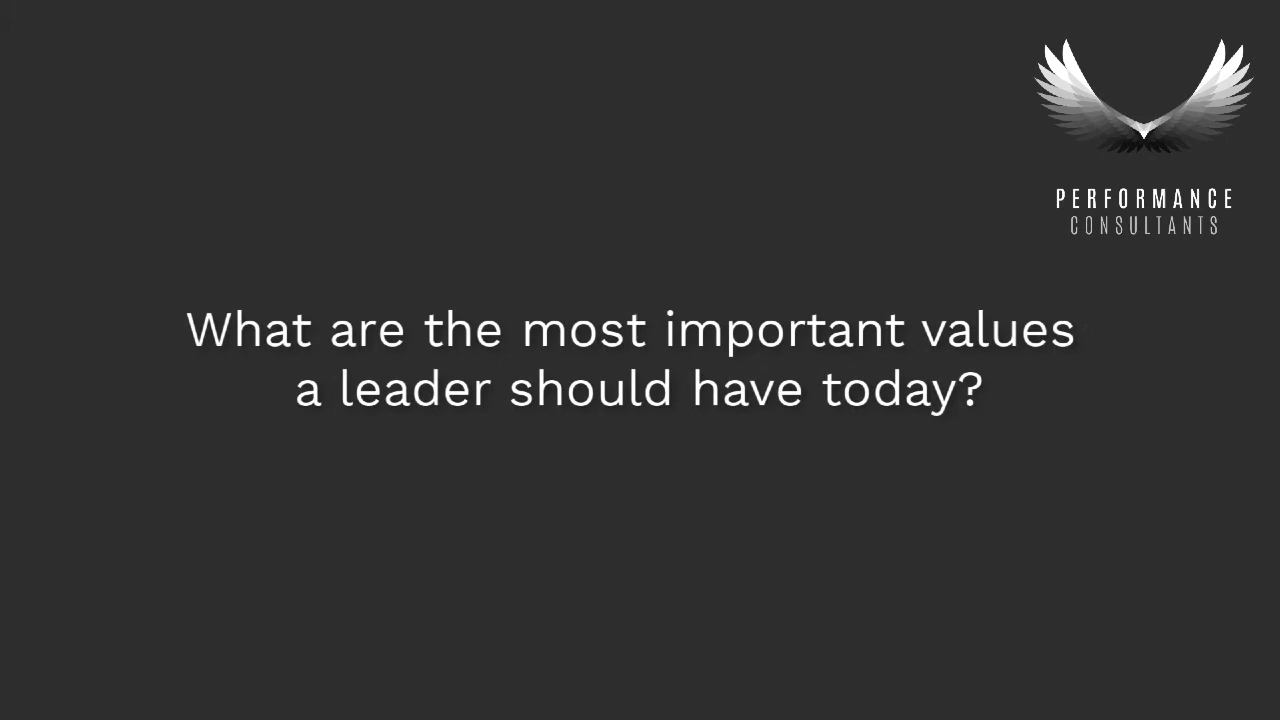 PERFORMANCE
CONSULTANTS
What are the most important values
a leader should have today?